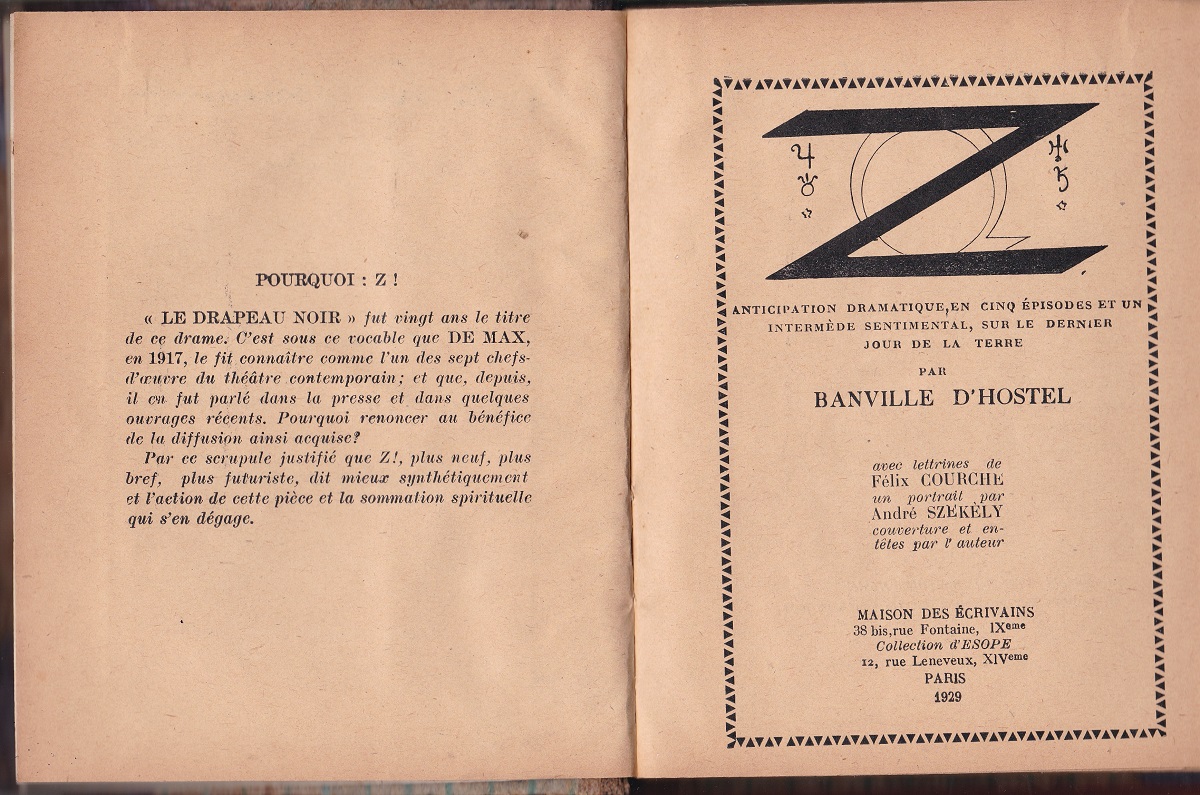 POURQUOI : Z !
« LE DRAPEAU NOIR » fut vingt ans le titre
de ce drame. C'est sous ce vocable que DE MAX,
en 1917, le fit connaître comme l'un des sept chefs-
d'œuvre du théâtre contemporain; et que, depuis,
il en fut parlé dans la presse et dans quelques
ouvrages récents. Pourquoi renoncer au bénéfice
de la diffusion ainsi acquise?
Par ce scrupule justifié que Z!, plus neuf, plus
bref, plus futuriste, dit mieux synthétiquement
et l'action de cette pièce et la sommation spirituelle
qui s'en dégage.
Z
ANTICIPATION DRAMATIQUE, EN CINQ ÉPISODES ET UN
INTERMÈDE SENTIMENTAL, SUR LE DERNIER
JOUR DE LA TERRE
PAR
BANVILLE D'HOSTEL
avec lettrines de
Félix COURCHE
un portrait par
André SZEKÈLY
couverture et en-
têtes par l'auteur
MAISON DES ÉCRIVAINS
38 bis, rue Fontaine, IXeme
Collection d'ESOPE
12, rue Leneveux, XIVeme
PARIS
1929